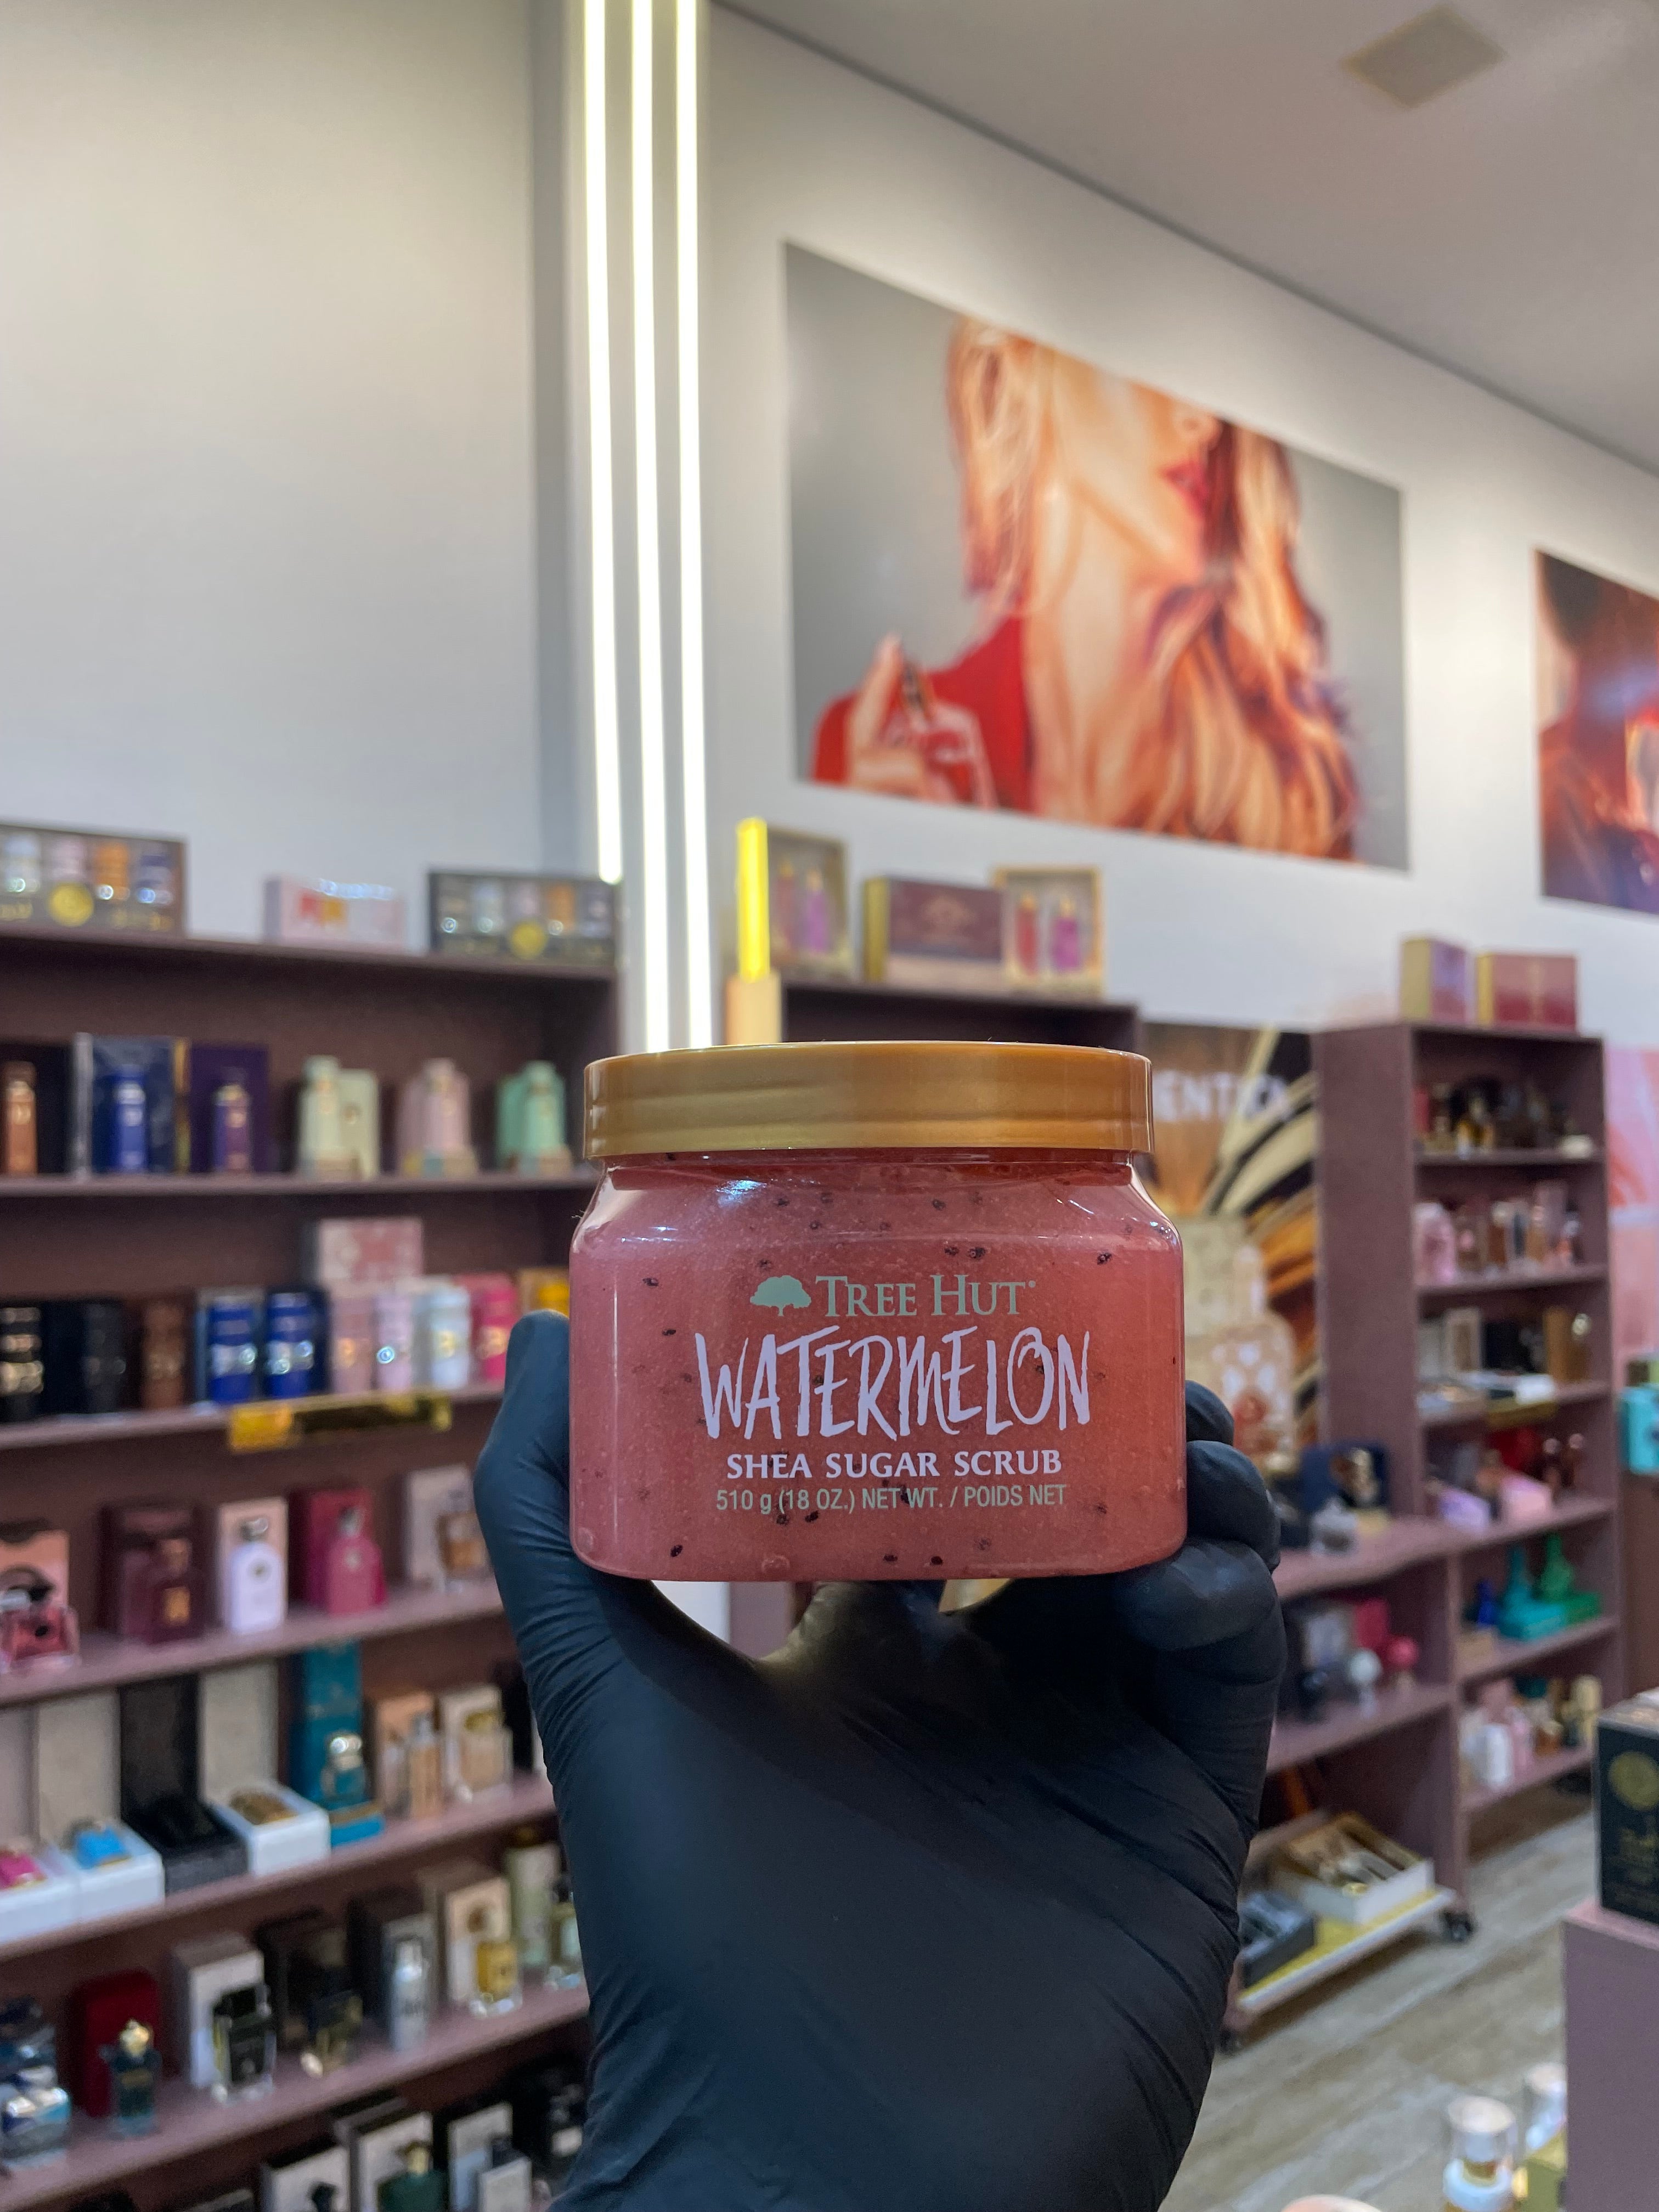 TREE HUT®
WATERMELON
SHEA SUGAR SCRUB
510 g (18 OZ.) NET WT. / POIDS NET